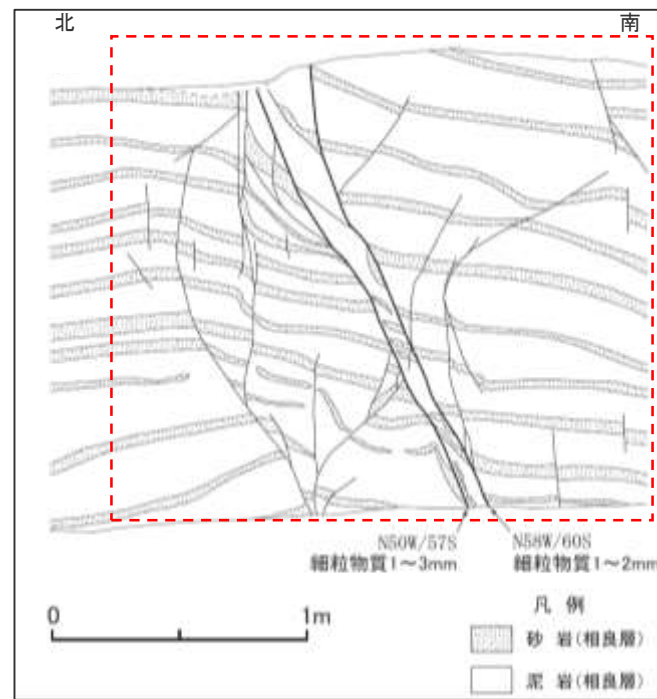 北 南
N50W/57S
細粒物質1～3mm
N58W/60S
細粒物質1～2mm
0 1m
凡 例
砂 岩(相良層)
泥 岩(相良層)